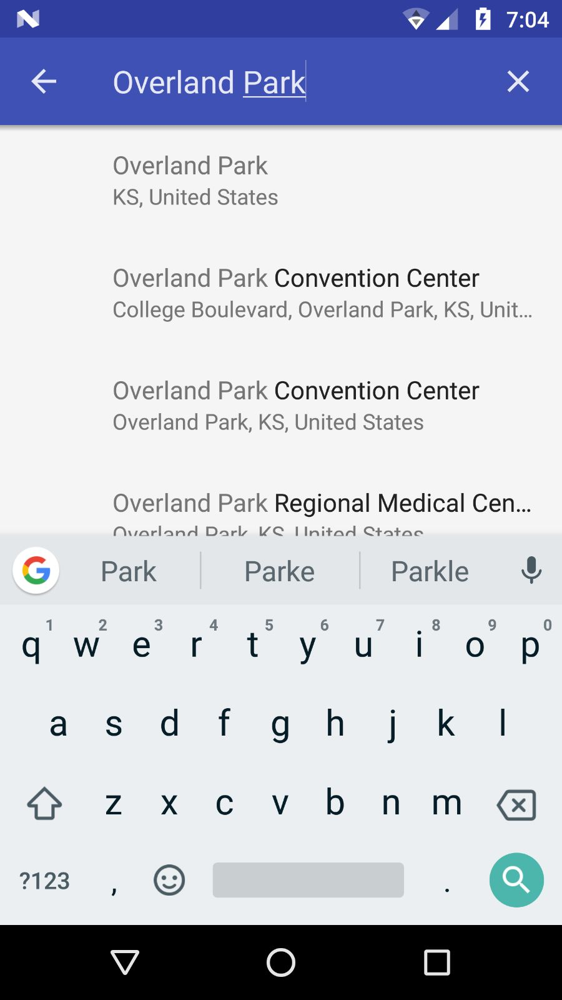 7:04
Overland Park
Overland Park
KS, United States
Overland Park Convention Center
College Boulevard, Overland Park, KS, Unit...
Overland Park Convention Center
Overland Park, KS, United States
Overland Park Regional Medical Cen...
Overland Park, KS, United States
Park Parke Parkle
1 2 3 4 5 6 7 8 9 0
q w e r t y u i o p
a s d f g h j k l
z x c v b n m
?123 , .